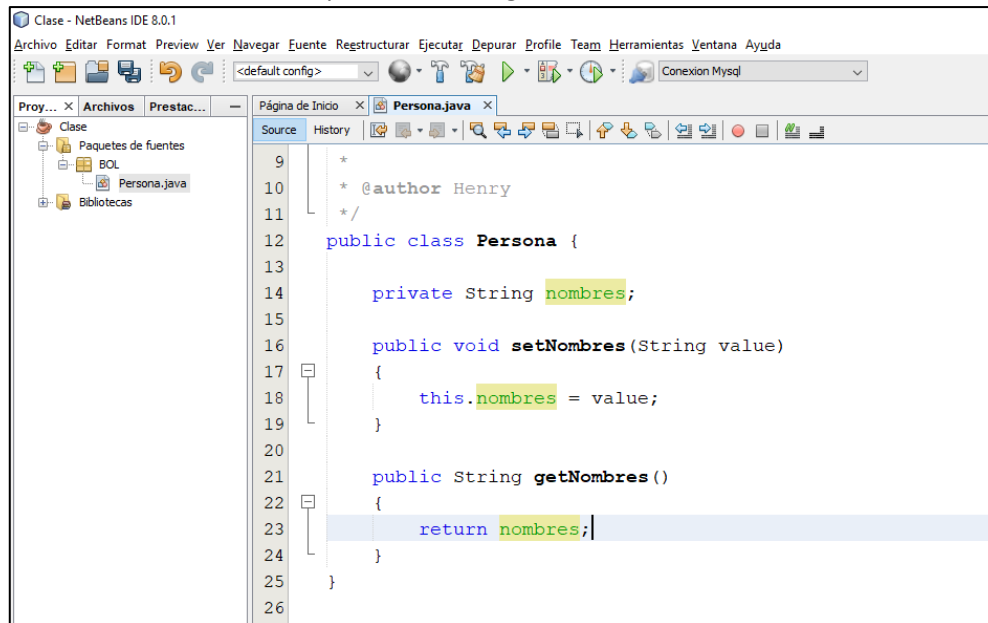 Clase - NetBeans IDE 8.0.1
Archivo Editar Format Preview Ver Navegar Fuente Reestructurar Ejecutar Depurar Profile Team Herramientas Ventana Ayuda
<default config> Conexion Mysql
Proy... Archivos Prestac... Página de Inicio Persona.java
Clase
Paquetes de fuentes
BOL
Persona.java
Bibliotecas
Source History
9 *
10 * @author Henry
11 */
12 public class Persona {
13
14 private String nombres;
15
16 public void setNombres(String value)
17 {
18 this.nombres = value;
19 }
20
21 public String getNombres()
22 {
23 return nombres;
24 }
25 }
26